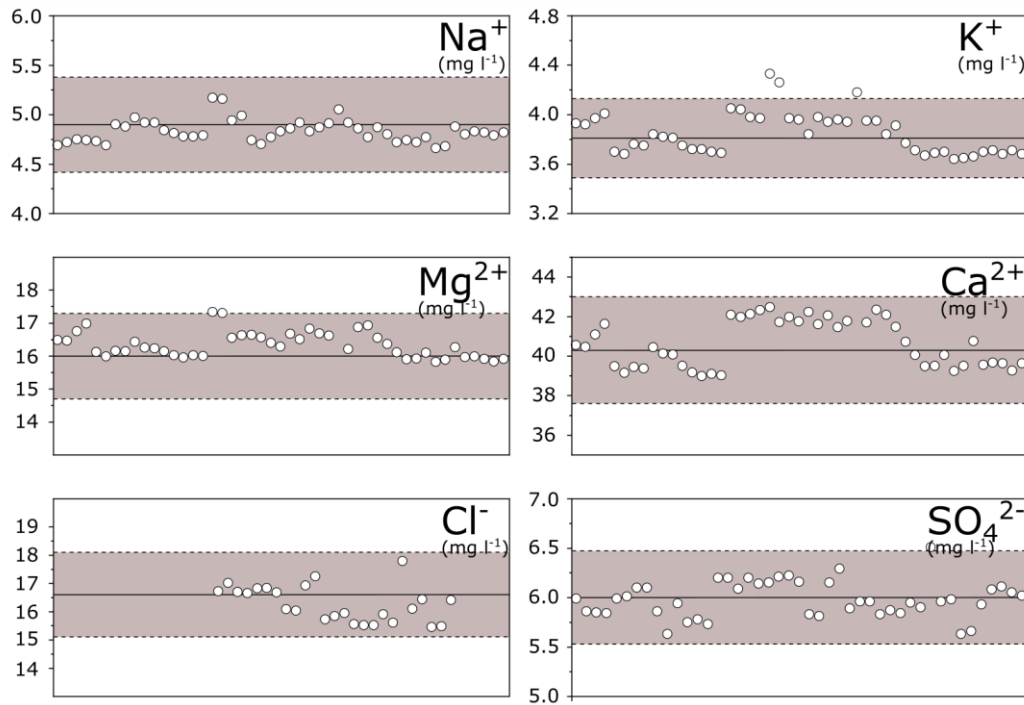 Na+
(mg l-1)
6.0
5.5
5.0
4.5
4.0
K+
(mg l-1)
4.8
4.4
4.0
3.6
3.2
Mg2+
(mg l-1)
18
17
16
15
14
Ca2+
(mg l-1)
44
42
40
38
36
Cl-
(mg l-1)
19
18
17
16
15
14
SO42-
(mg l-1)
7.0
6.5
6.0
5.5
5.0